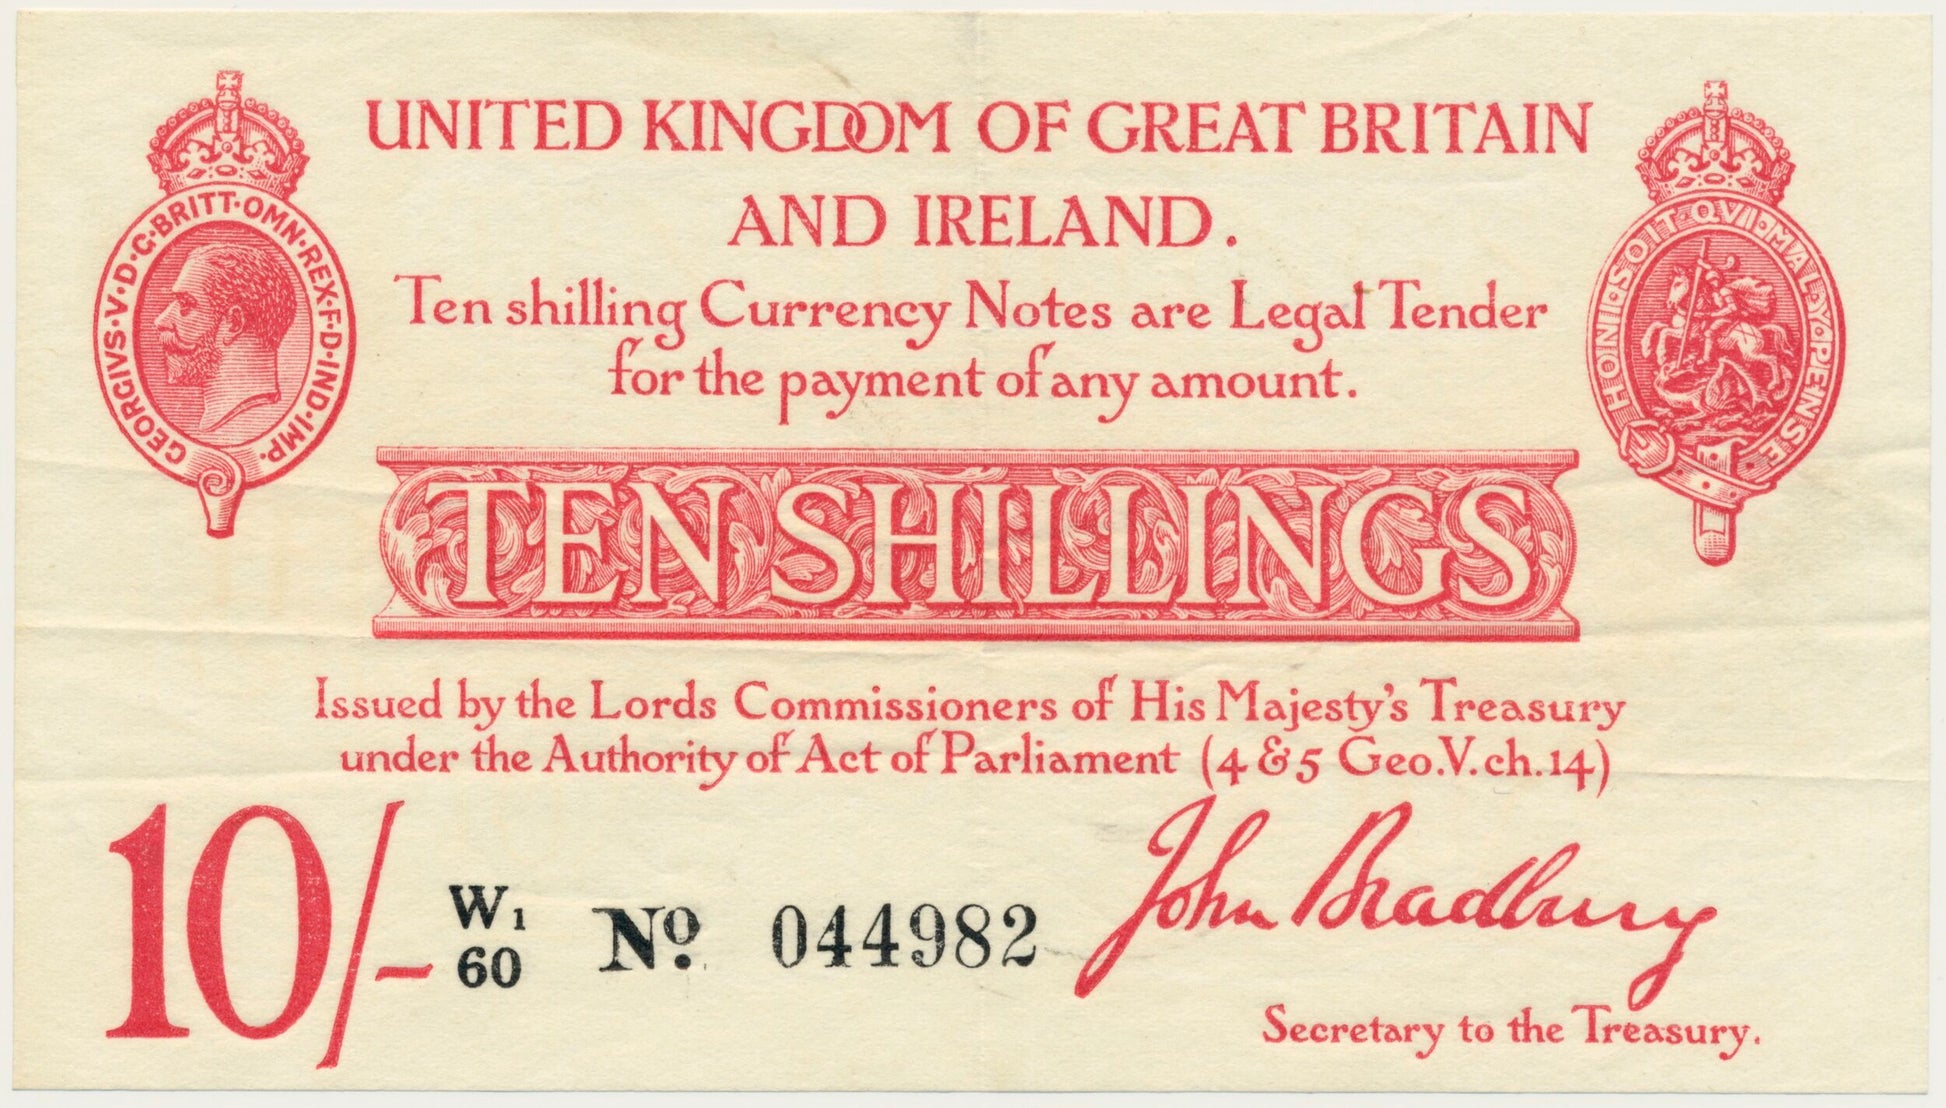 GEORGIVS·V·D·G·BRITT·OMN·REX·F·D·IND·IMP.
UNITED KINGDOM OF GREAT BRITAIN
AND IRELAND.
HONI·SOIT·QVI·MAL·Y·PENSE
Ten shilling Currency Notes are Legal Tender
for the payment of any amount.
TEN SHILLINGS
Issued by the Lords Commissioners of His Majesty's Treasury
under the Authority of Act of Parliament (4 & 5 Geo.V.ch.14)
10/-
W1
60
No. 044982
John Bradbury
Secretary to the Treasury.